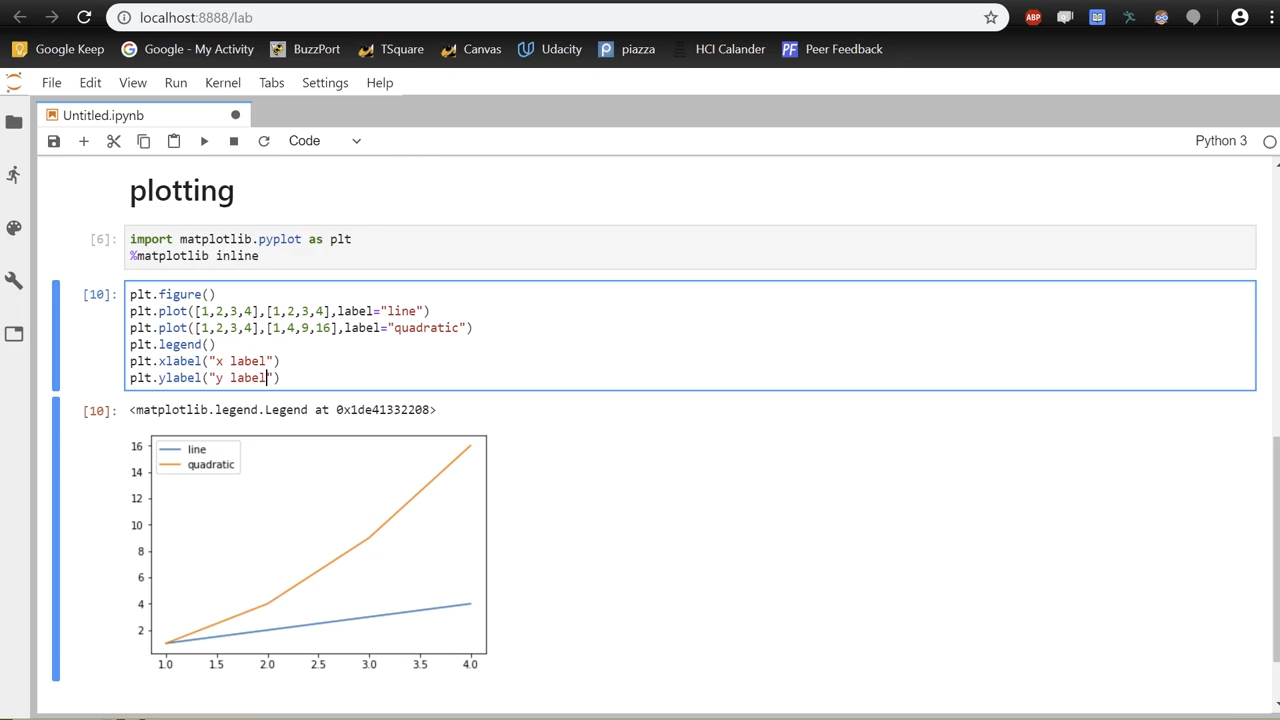 localhost:8888/lab
ABP
Google Keep Google - My Activity BuzzPort TSquare Canvas Udacity piazza HCI Calander PF Peer Feedback
File Edit View Run Kernel Tabs Settings Help
Untitled.ipynb
Code Python 3
plotting
[6]: import matplotlib.pyplot as plt
%matplotlib inline
[10]: plt.figure()
plt.plot([1,2,3,4],[1,2,3,4],label="line")
plt.plot([1,2,3,4],[1,4,9,16],label="quadratic")
plt.legend()
plt.xlabel("x label")
plt.ylabel("y label")
[10]: <matplotlib.legend.Legend at 0x1de41332208>
line
quadratic
16
14
12
10
8
6
4
2
1.0 1.5 2.0 2.5 3.0 3.5 4.0